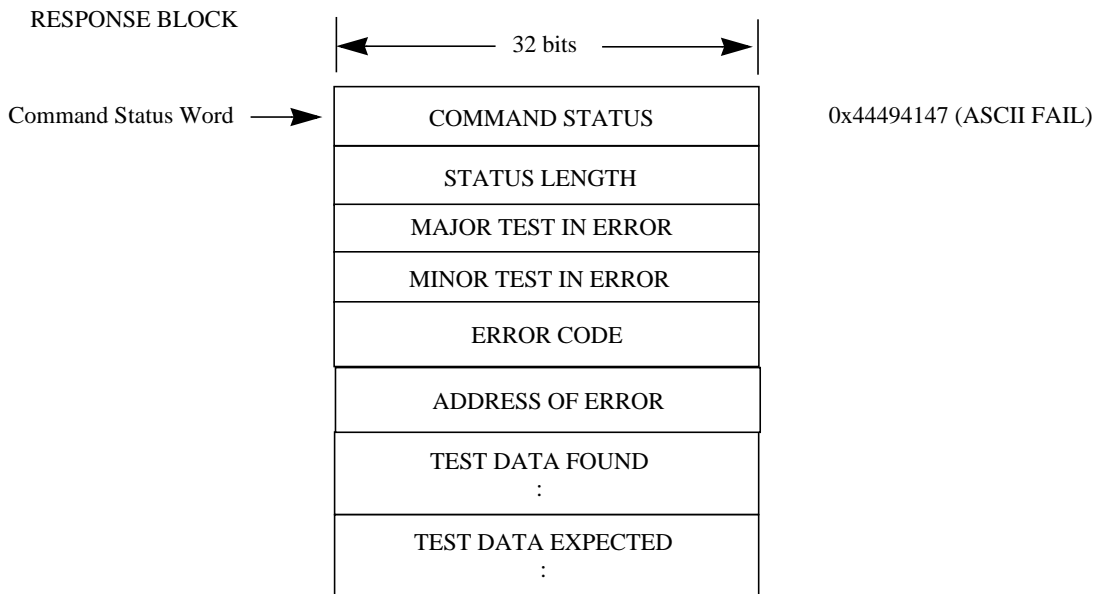 RESPONSE BLOCK
32 bits
Command Status Word
COMMAND STATUS
0x44494147 (ASCII FAIL)
STATUS LENGTH
MAJOR TEST IN ERROR
MINOR TEST IN ERROR
ERROR CODE
ADDRESS OF ERROR
TEST DATA FOUND
:
TEST DATA EXPECTED
: